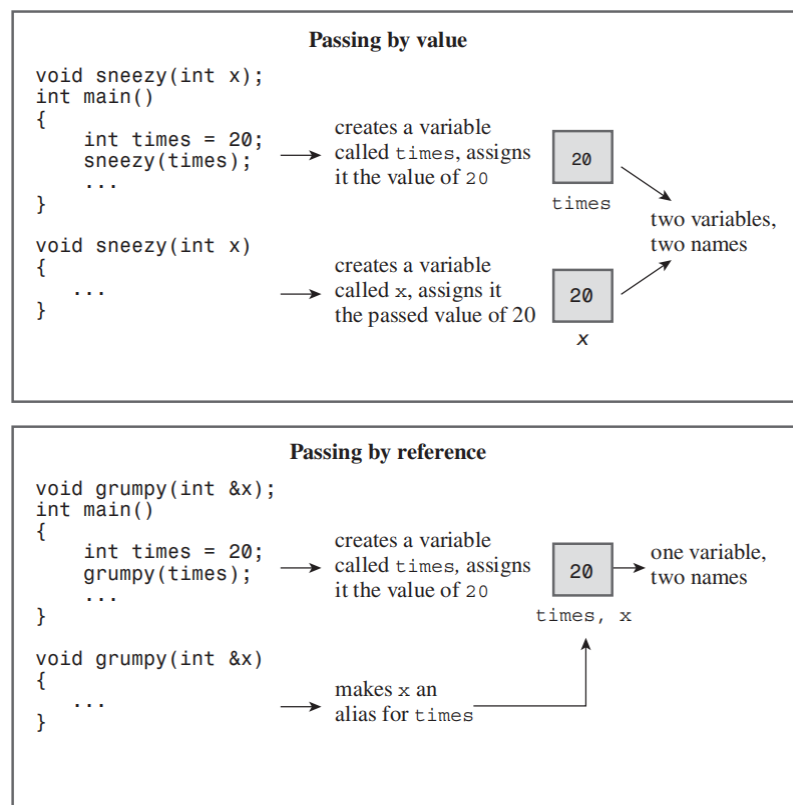 Passing by value
void sneezy(int x);
int main()
{
    int times = 20;
    sneezy(times);
    ...
}
creates a variable
called times, assigns
it the value of 20
20
times
void sneezy(int x)
{
   ...
}
creates a variable
called x, assigns it
the passed value of 20
20
x
two variables,
two names
Passing by reference
void grumpy(int &x);
int main()
{
    int times = 20;
    grumpy(times);
    ...
}
creates a variable
called times, assigns
it the value of 20
20
times, x
one variable,
two names
void grumpy(int &x)
{
   ...
}
makes x an
alias for times